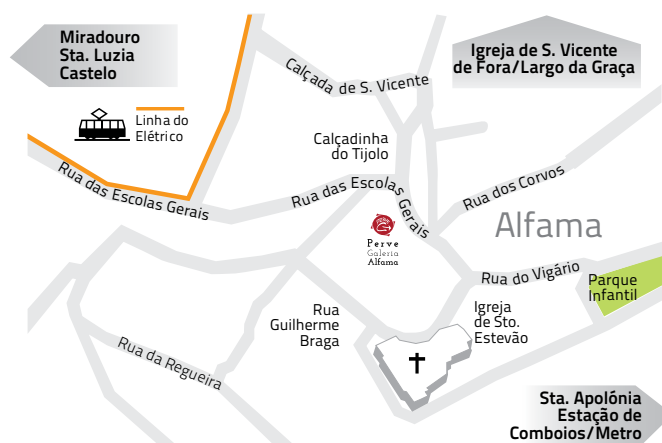 Miradouro
Sta. Luzia
Castelo
Igreja de S. Vicente
de Fora/Largo da Graça
Calçada de S. Vicente
Linha do
Elétrico
Calçadinha
do Tijolo
Rua das Escolas Gerais
Rua das Escolas Gerais
Rua dos Corvos
Alfama
Perve
Galeria
Alfama
Rua do Vigário
Parque
Infantil
Rua
Guilherme
Braga
Igreja
de Sto.
Estevão
Rua da Regueira
Sta. Apolónia
Estação de
Comboios/Metro